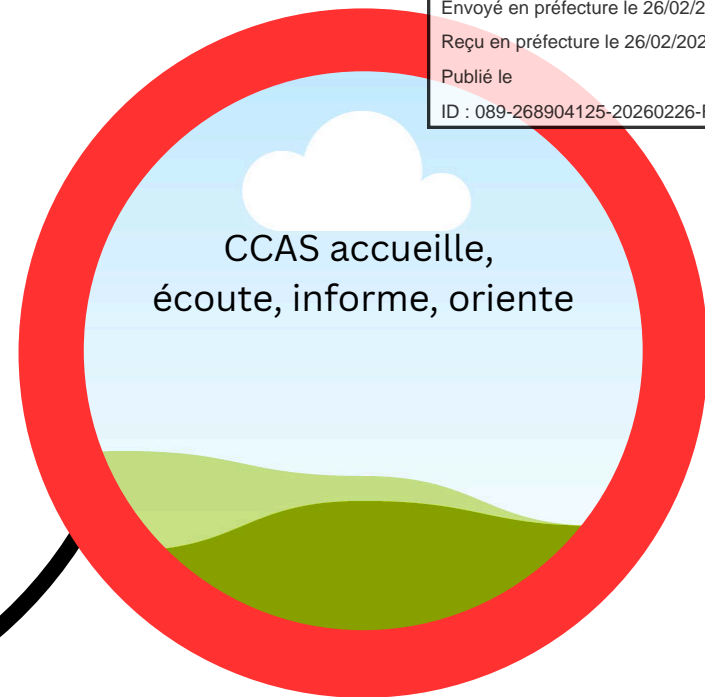 Envoyé en préfecture le 26/02/2
Reçu en préfecture le 26/02/202
Publié le
ID : 089-268904125-20260226-
CCAS accueille,
écoute, informe, oriente